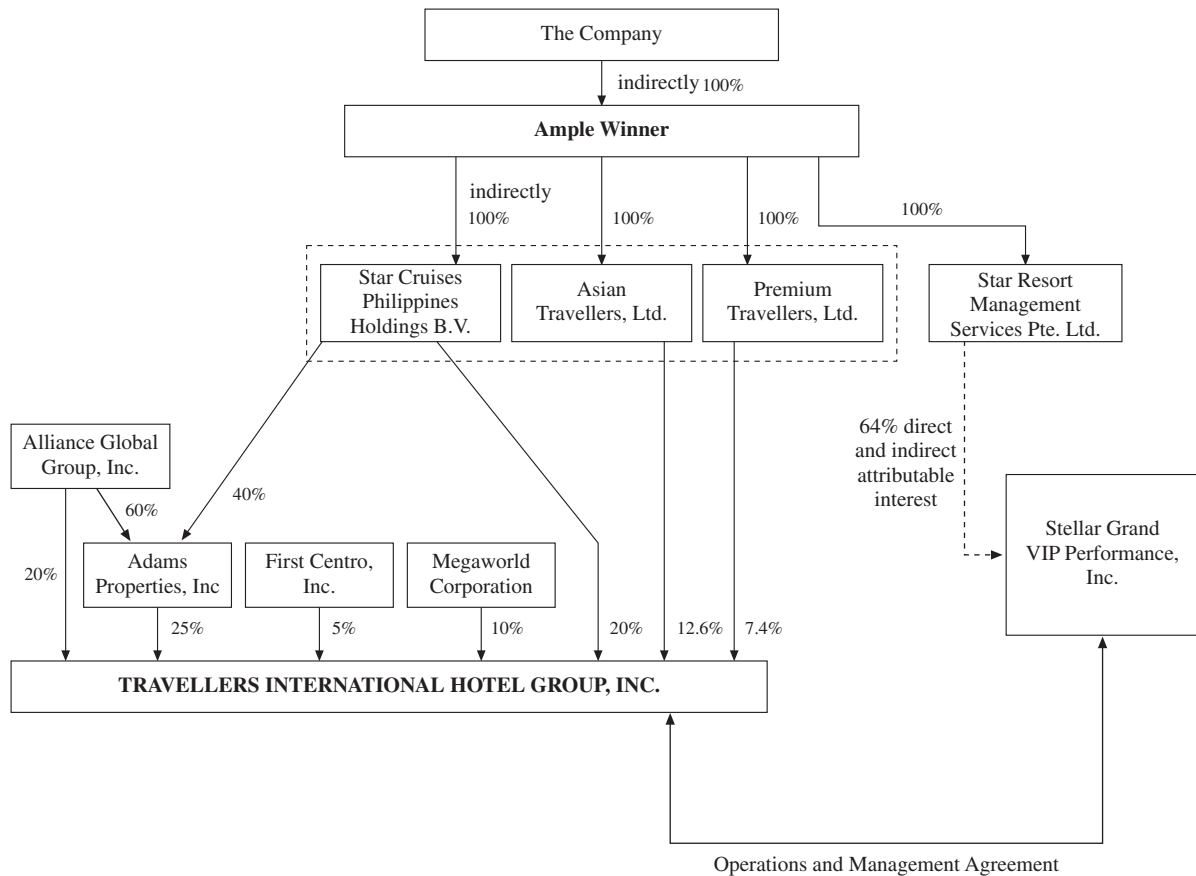 The Company
indirectly 100%
Ample Winner
indirectly
100%
100%
100%
100%
Star Cruises
Philippines
Holdings B.V.
Asian
Travellers, Ltd.
Premium
Travellers, Ltd.
Star Resort
Management
Services Pte. Ltd.
64% direct
and indirect
attributable
interest
Alliance Global
Group, Inc.
60%
40%
20%
Adams
Properties, Inc
First Centro,
Inc.
Megaworld
Corporation
Stellar Grand
VIP Performance,
Inc.
25%
5%
10%
20%
12.6%
7.4%
TRAVELLERS INTERNATIONAL HOTEL GROUP, INC.
Operations and Management Agreement